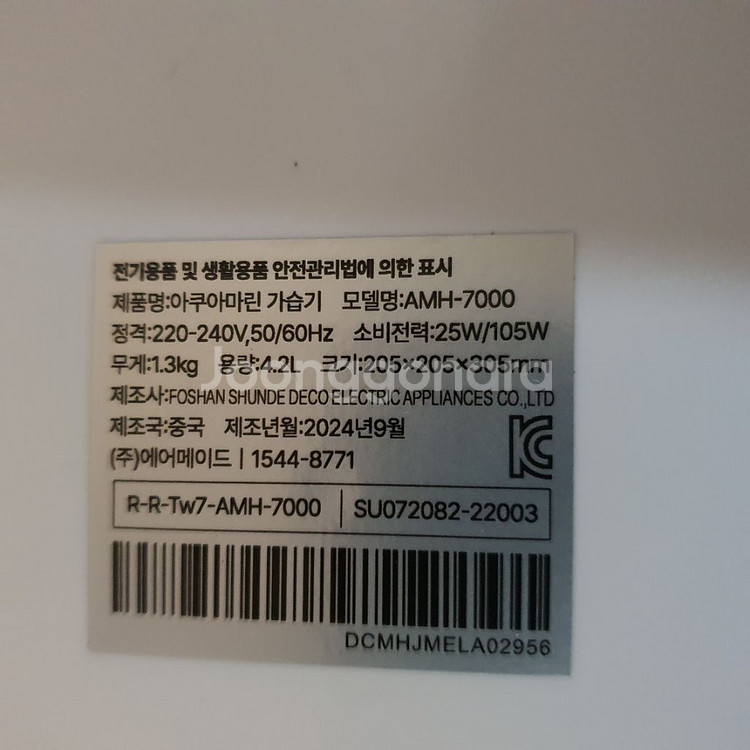 전기용품 및 생활용품 안전관리법에 의한 표시
제품명:아쿠아마린 가습기 모델명:AMH-7000
정격:220-240V,50/60Hz 소비전력:25W/105W
무게:1.3kg 용량:4.2L 크기:205×205×305mm
Joonggonara
제조사:FOSHAN SHUNDE DECO ELECTRIC APPLIANCES CO.,LTD
제조국:중국 제조년월:2024년9월
(주)에어메이드 | 1544-8771
R-R-Tw7-AMH-7000 SU072082-22003
DCMHJMELA02956